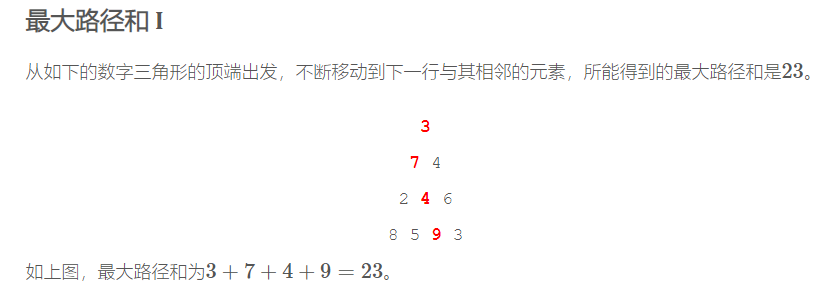 最大路径和 I
从如下的数字三角形的顶端出发，不断移动到下一行与其相邻的元素，所能得到的最大路径和是23。
3
7 4
2 4 6
8 5 9 3
如上图，最大路径和为3 + 7 + 4 + 9 = 23。